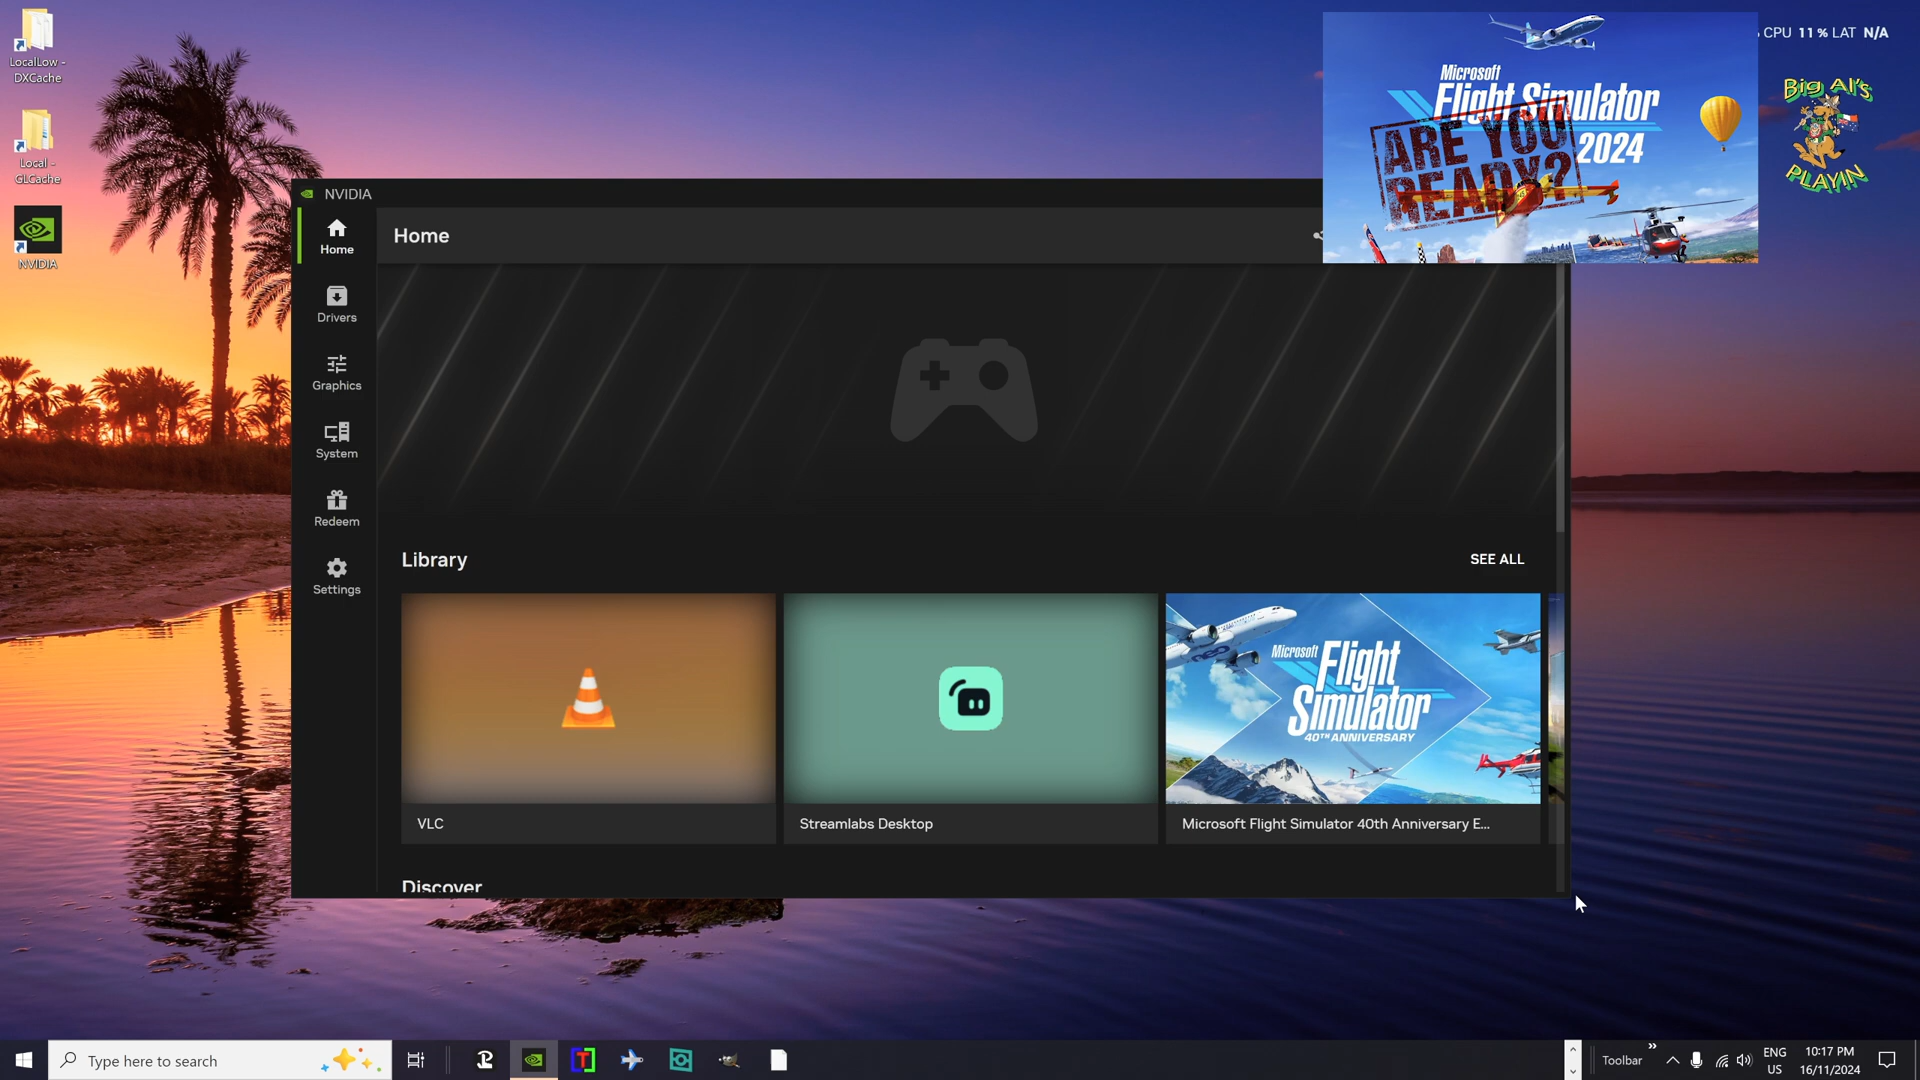 LocalLow -
DXCache
Local -
GLCache
NVIDIA
CPU 11 % LAT N/A
Big Al's
PLAYIN
Microsoft
Flight Simulator
2024
ARE YOU
READY?
NVIDIA
Home
Drivers
Graphics
System
Redeem
Settings
Home
Library
SEE ALL
Microsoft
Flight
Simulator
40TH ANNIVERSARY
VLC
Streamlabs Desktop
Microsoft Flight Simulator 40th Anniversary E...
Discover
Type here to search
Toolbar
ENG
US
10:17 PM
16/11/2024